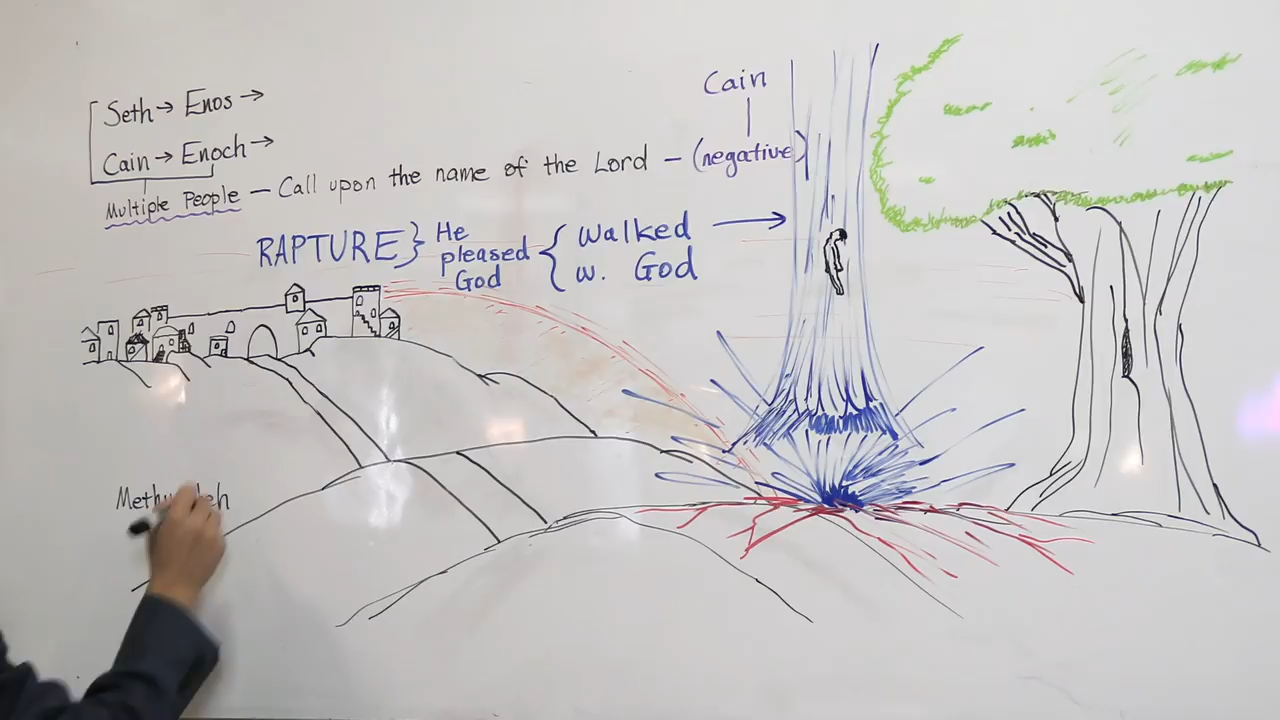 Seth → Enos →
Cain → Enoch →
Multiple People – Call upon the name of the Lord – (negative)
Cain
RAPTURE } He pleased God { Walked w. God →